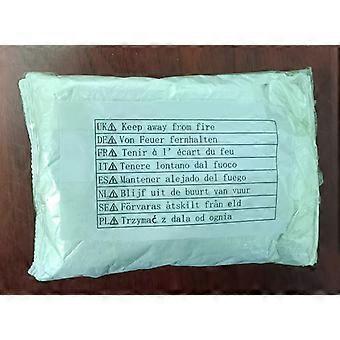 UK⚠ Keep away from fire
DE⚠ Von Feuer fernhalten
FR⚠ Tenir à l' écart du feu
IT⚠ Tenere lontano dal fuoco
ES⚠ Mantener alejado del fuego
NL⚠ Blijf uit de buurt van vuur
SE⚠ Förvaras åtskilt från eld
PL⚠ Trzymać z dala od ognia